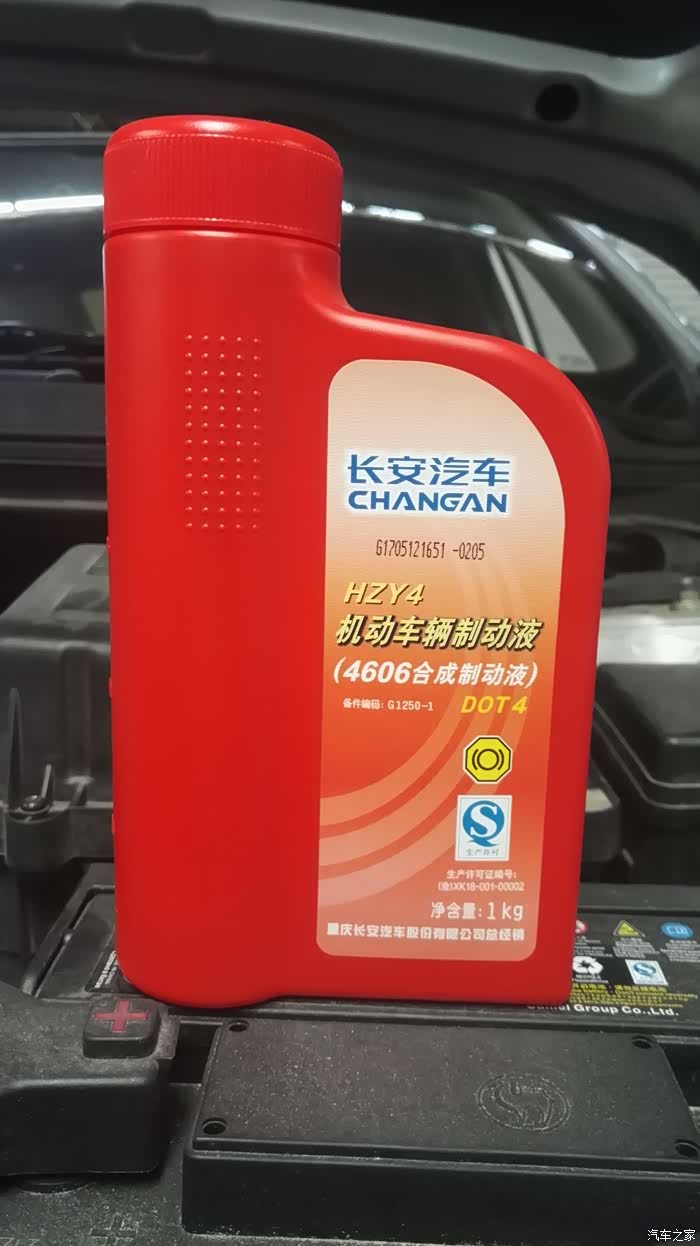 长安汽车
CHANGAN
G1705121651 -0205
HZY4
机动车辆制动液
(4606合成制动液)
备件编码: G1250-1
DOT4
生产许可
生产许可证编号:
(渝)XK18-001-00002
净含量: 1kg
重庆长安汽车股份有限公司总经销
Group Co.,Ltd.
汽车之家